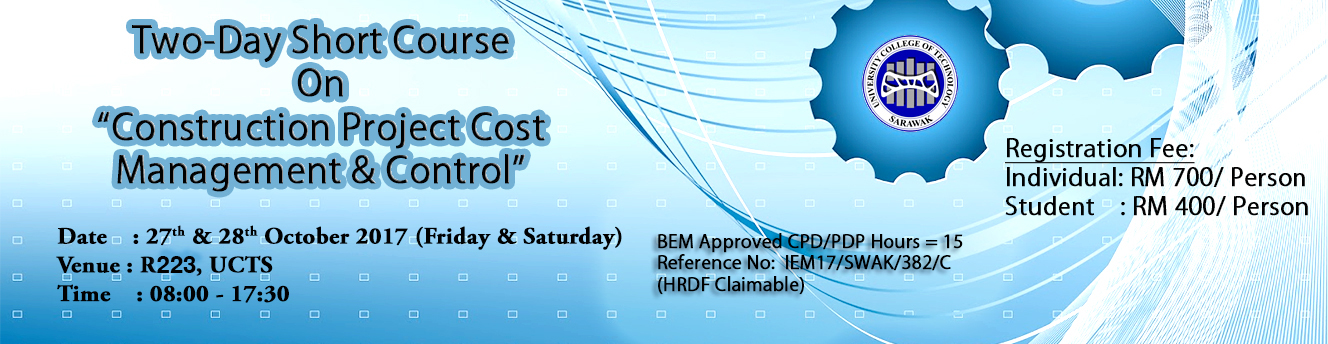 Two-Day Short Course
On
“Construction Project Cost
Management & Control”
Date : 27th & 28th October 2017 (Friday & Saturday)
Venue : R223, UCTS
Time : 08:00 - 17:30
BEM Approved CPD/PDP Hours = 15
Reference No: IEM17/SWAK/382/C
(HRDF Claimable)
UNIVERSITY COLLEGE OF TECHNOLOGY
SARAWAK
Registration Fee:
Individual: RM 700/ Person
Student : RM 400/ Person